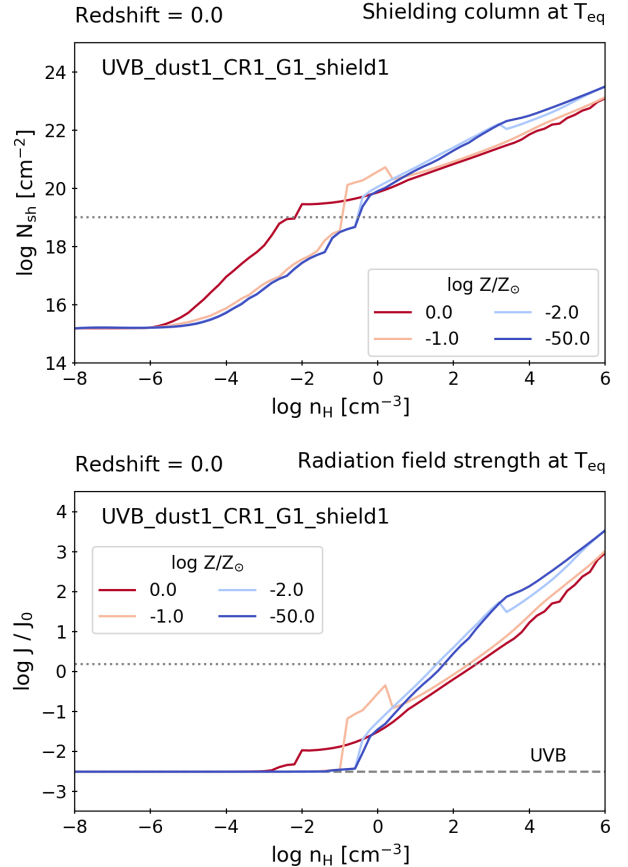 Redshift = 0.0
Shielding column at T_eq
UVB_dust1_CR1_G1_shield1
24
22
20
18
16
14
log N_sh [cm⁻²]
log Z/Z⊙
0.0
-2.0
-1.0
-50.0
−8
−6
−4
−2
0
2
4
6
log n_H [cm⁻³]
Redshift = 0.0
Radiation field strength at T_eq
UVB_dust1_CR1_G1_shield1
4
3
2
1
0
−1
−2
−3
log J / J_0
log Z/Z⊙
0.0
-2.0
-1.0
-50.0
UVB
−8
−6
−4
−2
0
2
4
6
log n_H [cm⁻³]